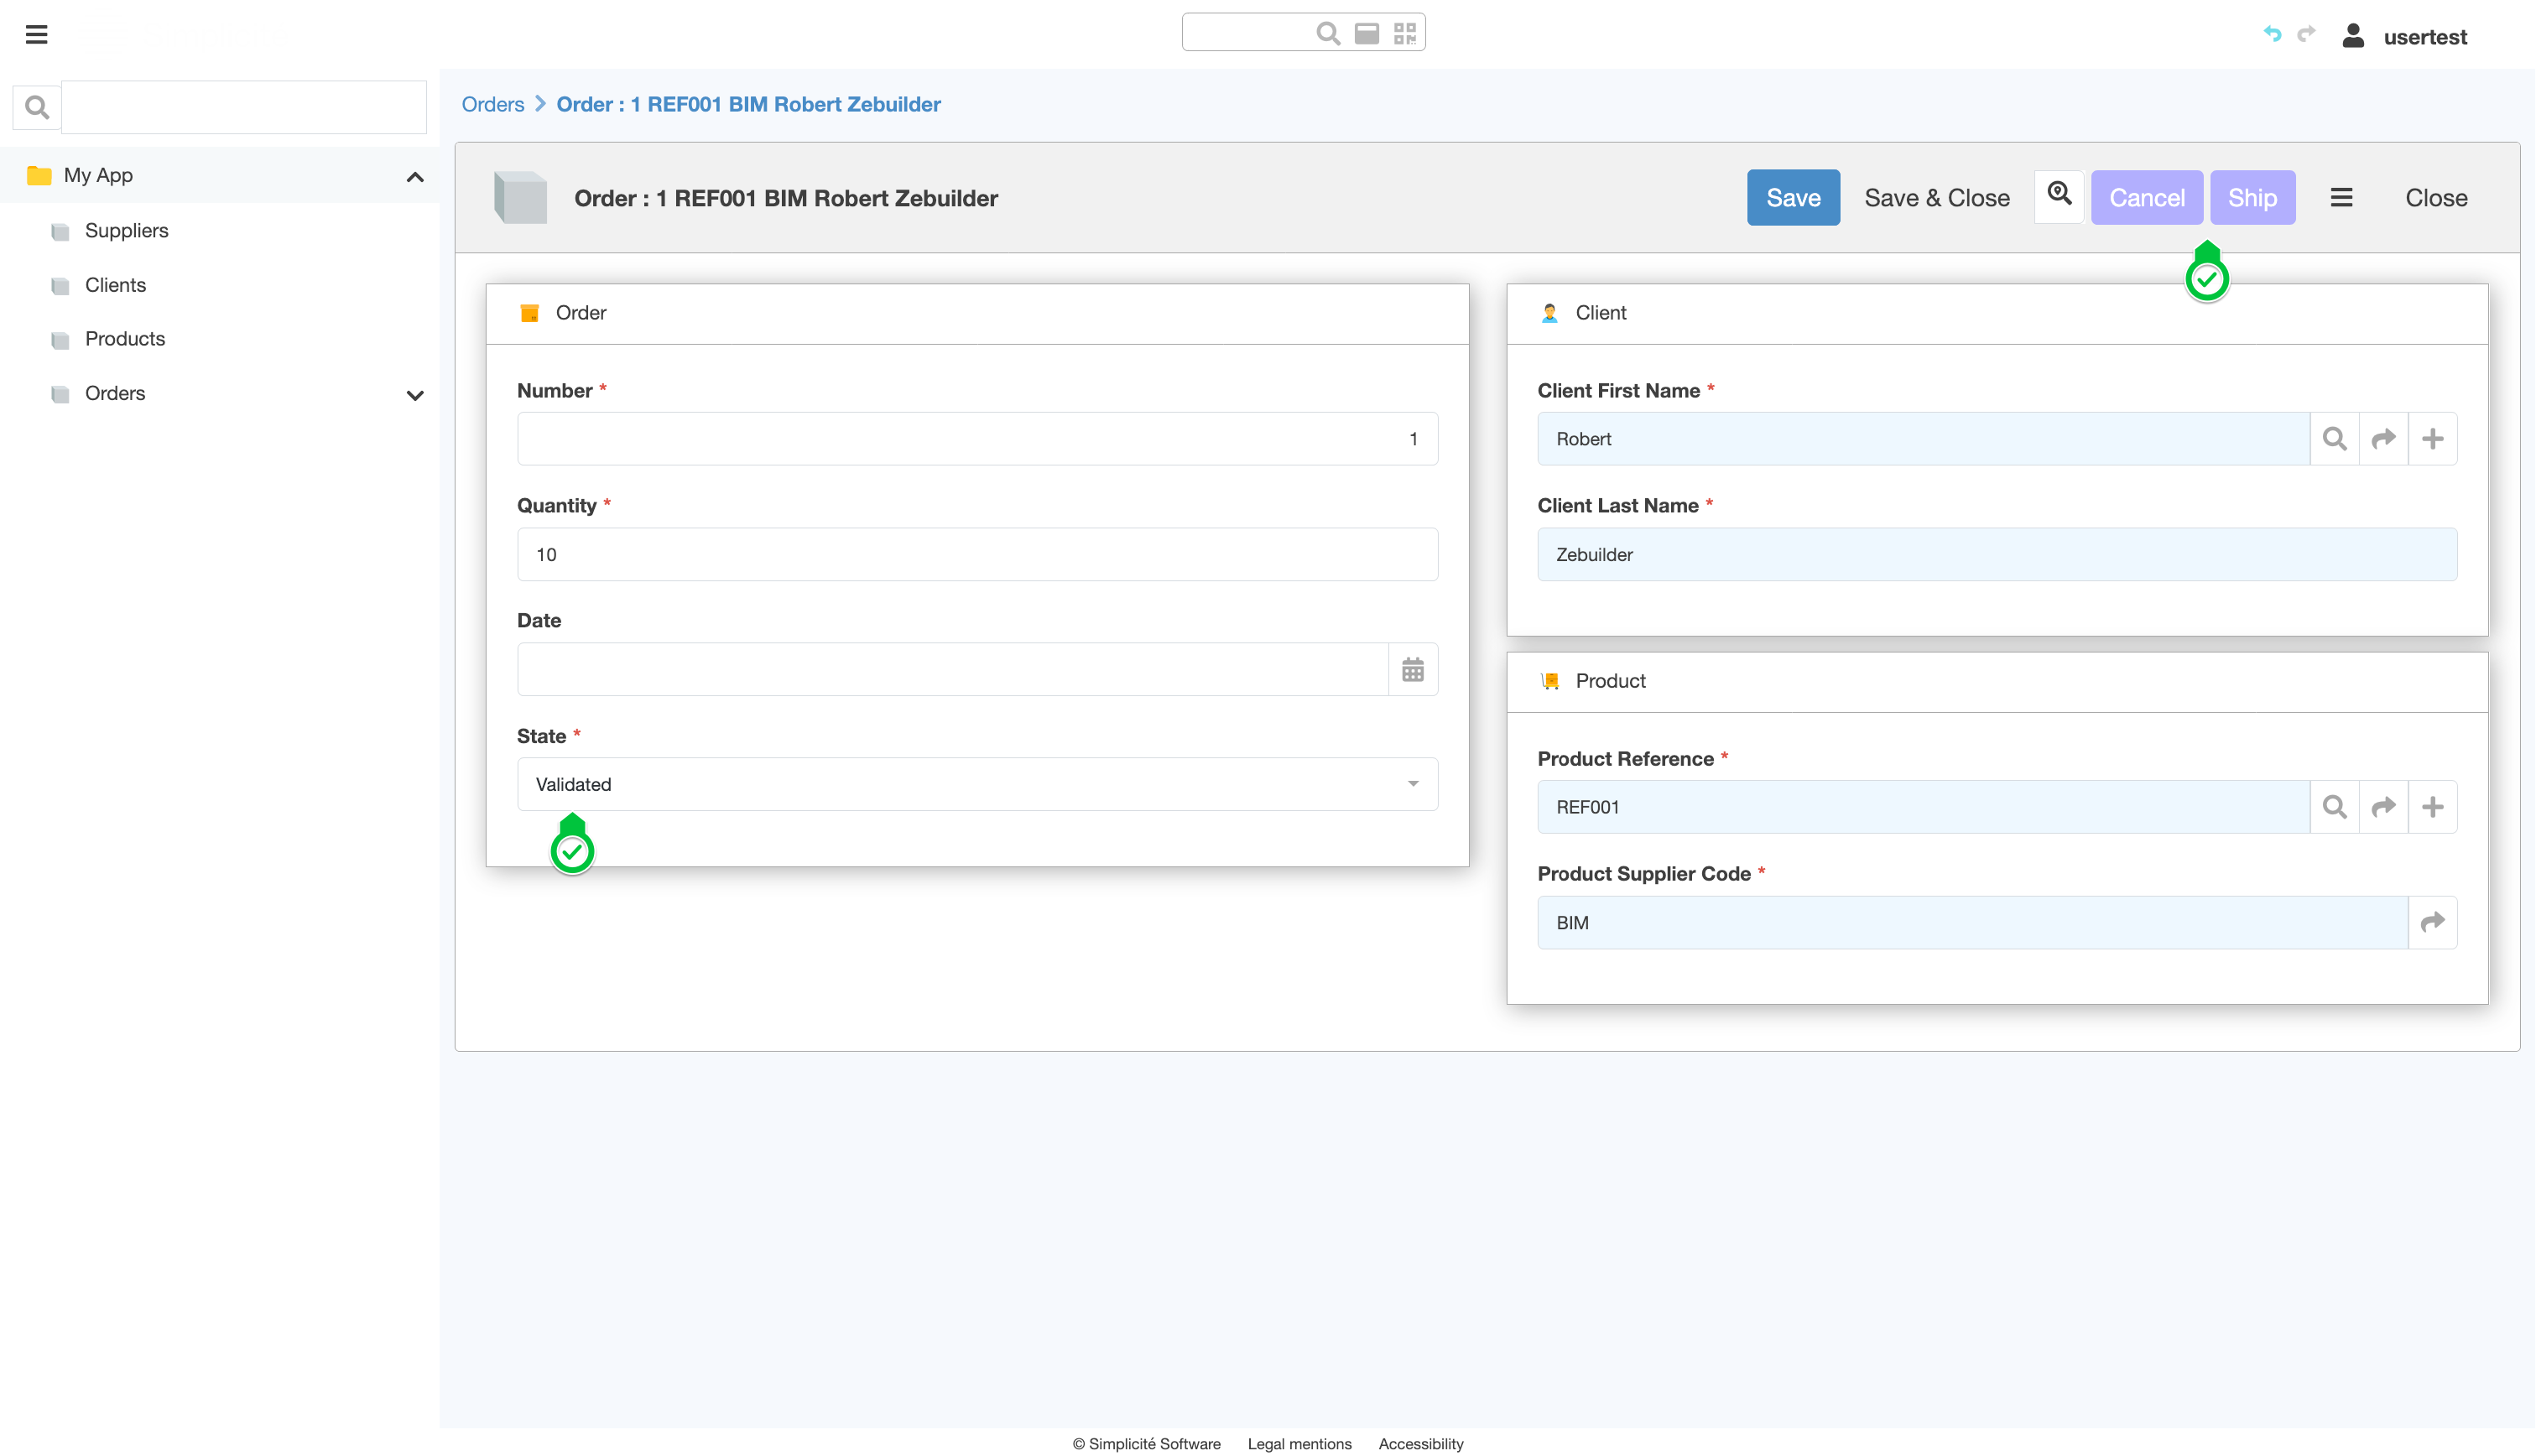 usertest
Orders
Order : 1 REF001 BIM Robert Zebuilder
My App
Suppliers
Clients
Products
Orders
Order : 1 REF001 BIM Robert Zebuilder
Save
Save & Close
Cancel
Ship
Close
Order
Number *
1
Quantity *
10
Date
State *
Validated
Client
Client First Name *
Robert
Client Last Name *
Zebuilder
Product
Product Reference *
REF001
Product Supplier Code *
BIM
© Simplicité Software
Legal mentions
Accessibility